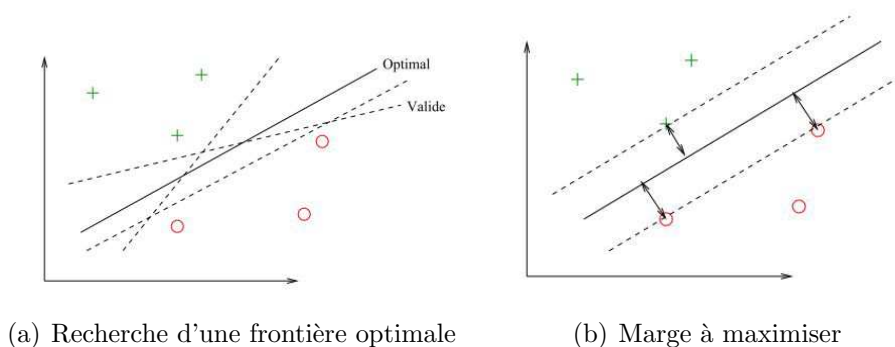 Optimal
Valide
(a) Recherche d'une frontière optimale
(b) Marge à maximiser